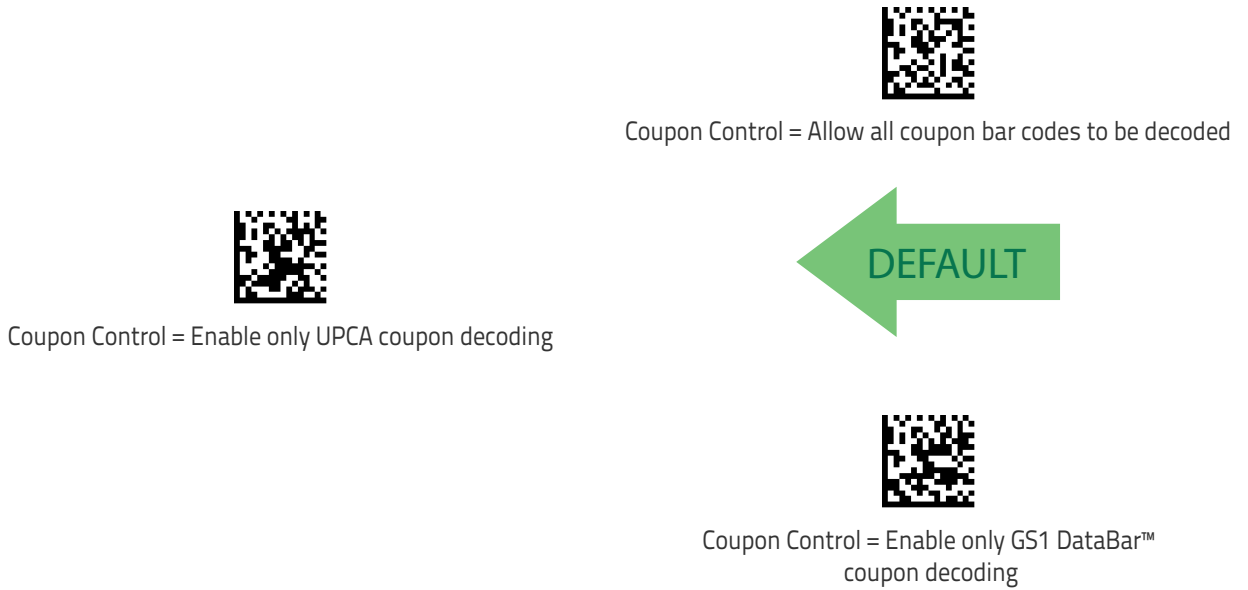 Coupon Control = Allow all coupon bar codes to be decoded
DEFAULT
Coupon Control = Enable only UPCA coupon decoding
Coupon Control = Enable only GS1 DataBar™
coupon decoding